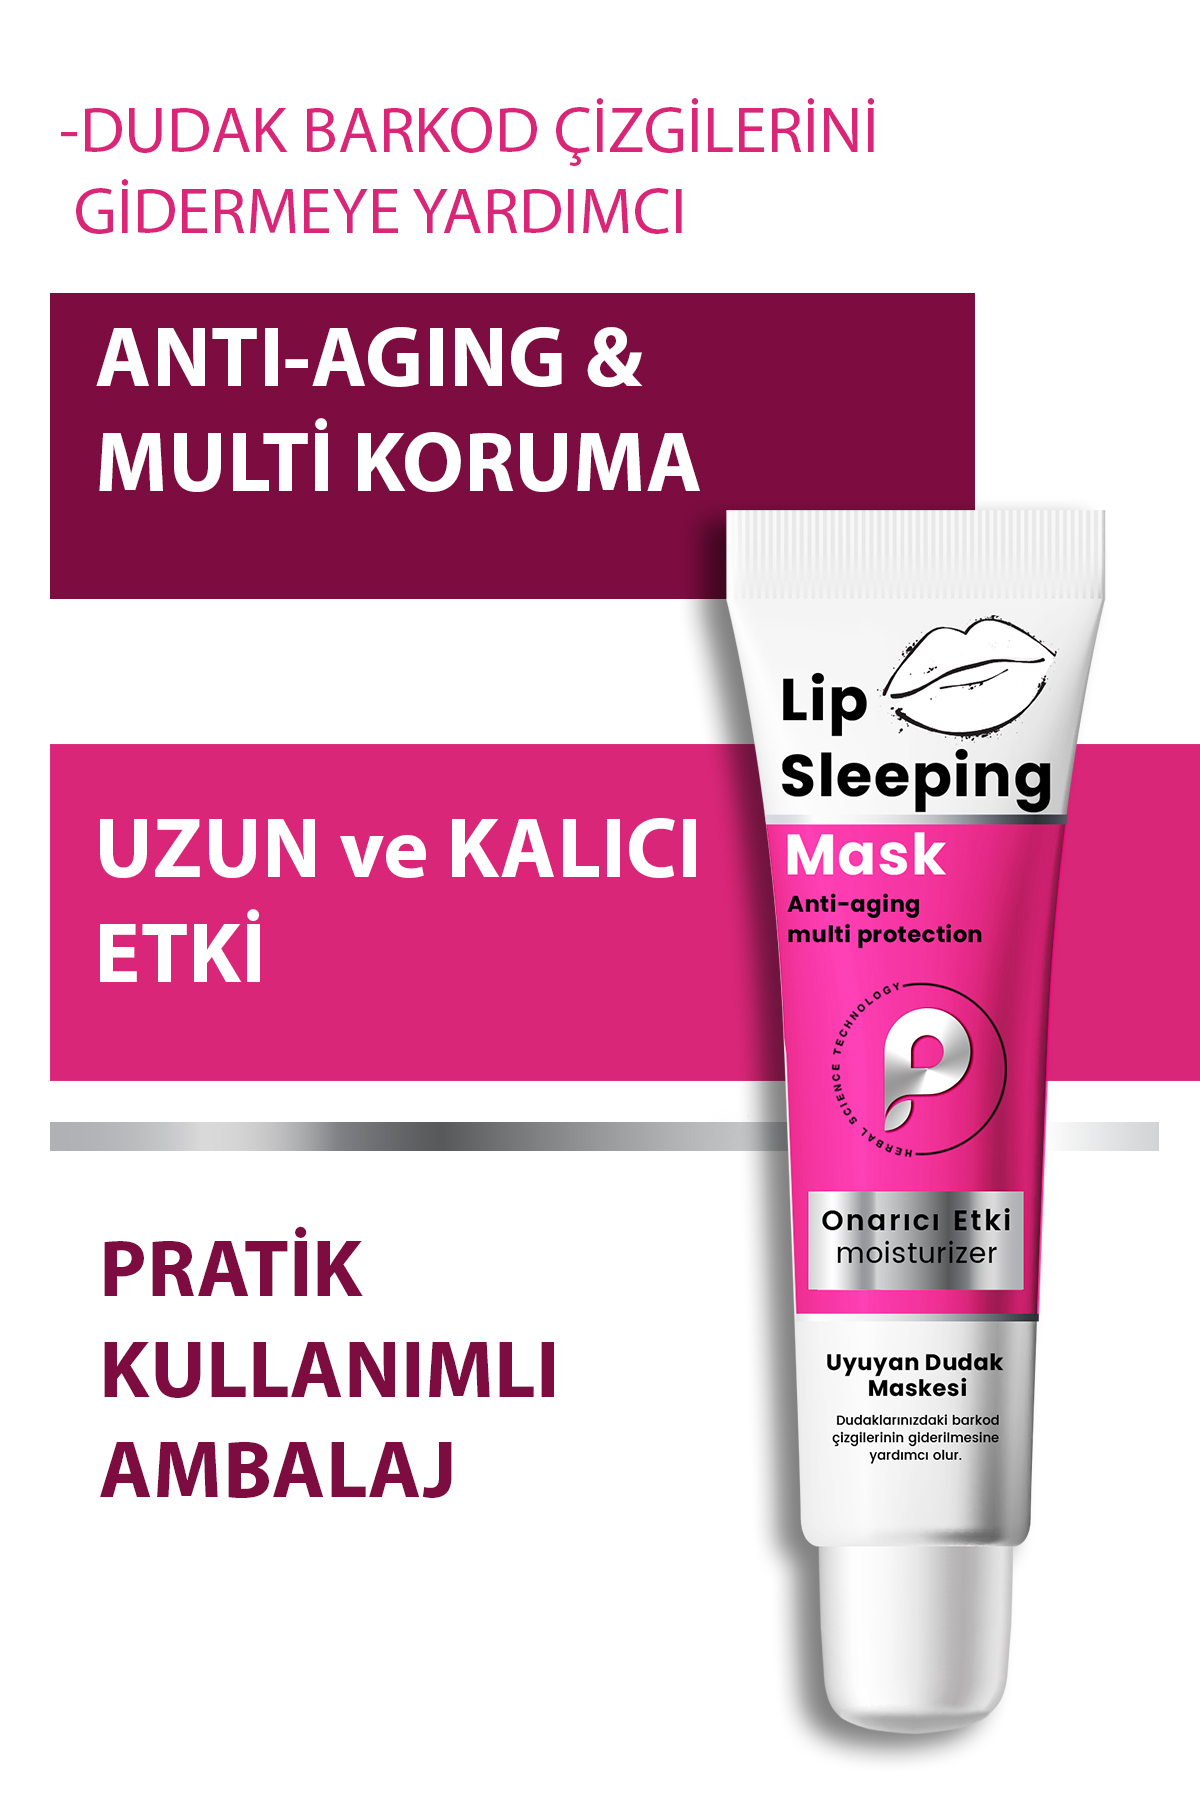 -DUDAK BARKOD ÇİZGİLERİNİ
GİDERMEYE YARDIMCI
ANTI-AGING &
MULTİ KORUMA
UZUN ve KALICI
ETKİ
PRATİK
KULLANIMLI
AMBALAJ
Lip
Sleeping
Mask
Anti-aging
multi protection
HERBAL SCIENCE TECHNOLOGY
Onarıcı Etki
moisturizer
Uyuyan Dudak
Maskesi
Dudaklarınızdaki barkod
çizgilerinin giderilmesine
yardımcı olur.